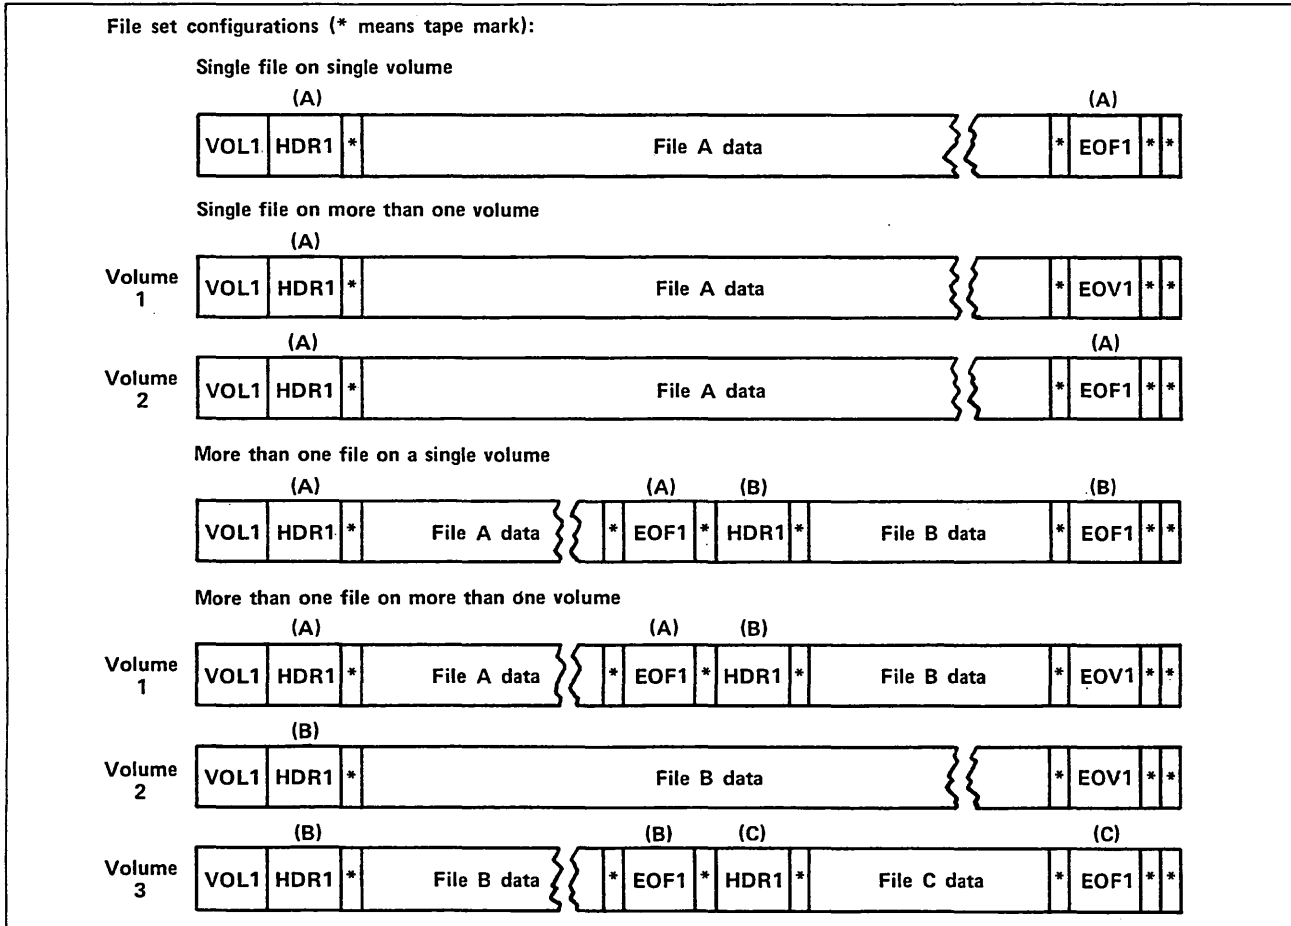 File set configurations (* means tape mark):
Single file on single volume
(A) (A)
VOL1 HDR1 * File A data * EOF1 * *
Single file on more than one volume
(A)
Volume 1 VOL1 HDR1 * File A data * EOV1 * *
(A) (A)
Volume 2 VOL1 HDR1 * File A data * EOF1 * *
More than one file on a single volume
(A) (A) (B) (B)
VOL1 HDR1 * File A data * EOF1 * HDR1 * File B data * EOF1 * *
More than one file on more than one volume
(A) (A) (B)
Volume 1 VOL1 HDR1 * File A data * EOF1 * HDR1 * File B data * EOV1 * *
(B)
Volume 2 VOL1 HDR1 * File B data * EOV1 * *
(B) (B) (C) (C)
Volume 3 VOL1 HDR1 * File B data * EOF1 * HDR1 * File C data * EOF1 * *